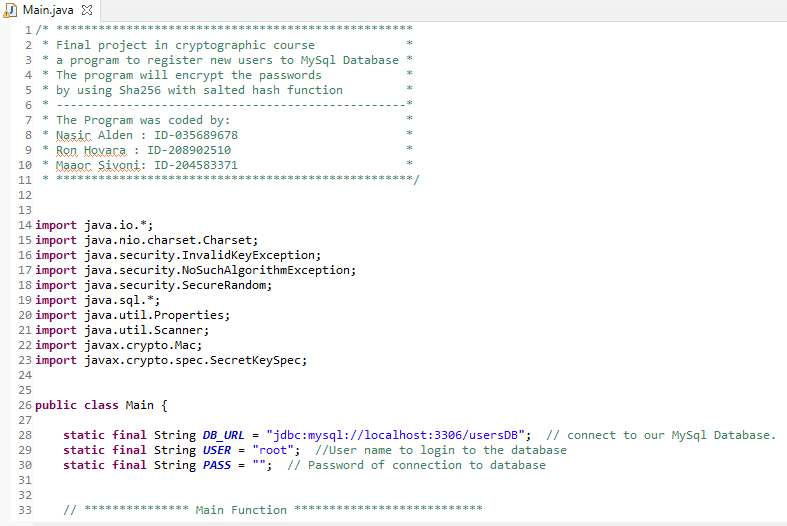 Main.java
1 /* ***************************************************
2  * Final project in cryptographic course             *
3  * a program to register new users to MySql Database *
4  * The program will encrypt the passwords            *
5  * by using Sha256 with salted hash function         *
6  * --------------------------------------------------*
7  * The Program was coded by:                         *
8  * Nasir Alden : ID-035689678                        *
9  * Ron Hovara : ID-208902510                         *
10  * Maaor Sivoni: ID-204583371                        *
11  * ***************************************************/
12
13
14 import java.io.*;
15 import java.nio.charset.Charset;
16 import java.security.InvalidKeyException;
17 import java.security.NoSuchAlgorithmException;
18 import java.security.SecureRandom;
19 import java.sql.*;
20 import java.util.Properties;
21 import java.util.Scanner;
22 import javax.crypto.Mac;
23 import javax.crypto.spec.SecretKeySpec;
24
25
26 public class Main {
27
28     static final String DB_URL = "jdbc:mysql://localhost:3306/usersDB";  // connect to our MySql Database.
29     static final String USER = "root";  //User name to login to the database
30     static final String PASS = "";  // Password of connection to database
31
32
33     // *************** Main Function ***************************